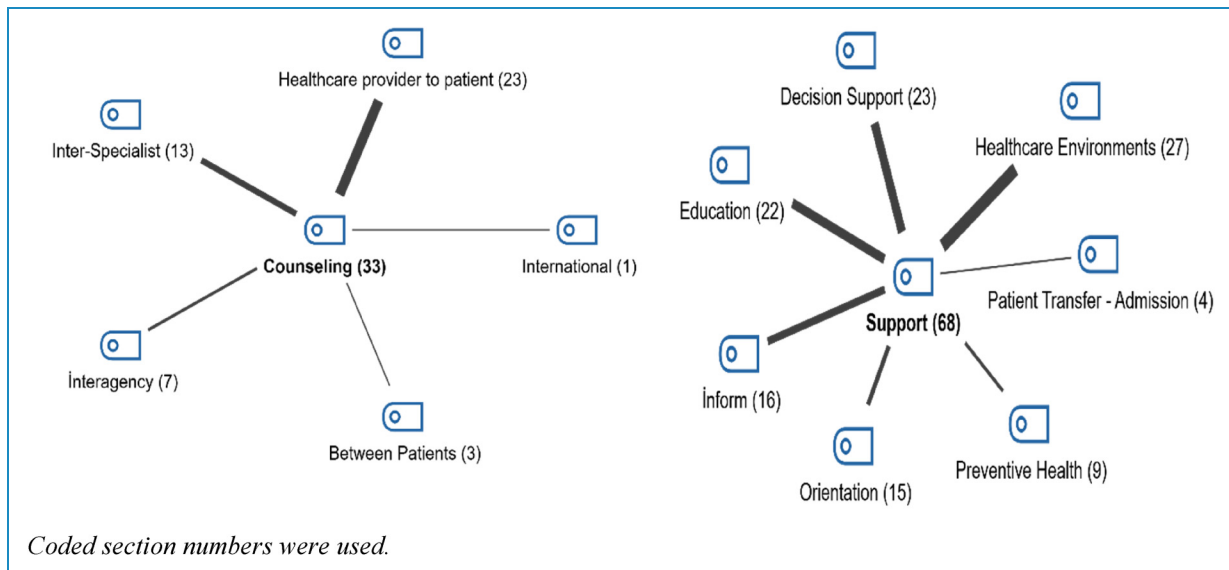 Healthcare provider to patient (23)
Inter-Specialist (13)
Counseling (33)
International (1)
İnteragency (7)
Between Patients (3)
Decision Support (23)
Healthcare Environments (27)
Education (22)
Patient Transfer - Admission (4)
Support (68)
İnform (16)
Preventive Health (9)
Orientation (15)
Coded section numbers were used.